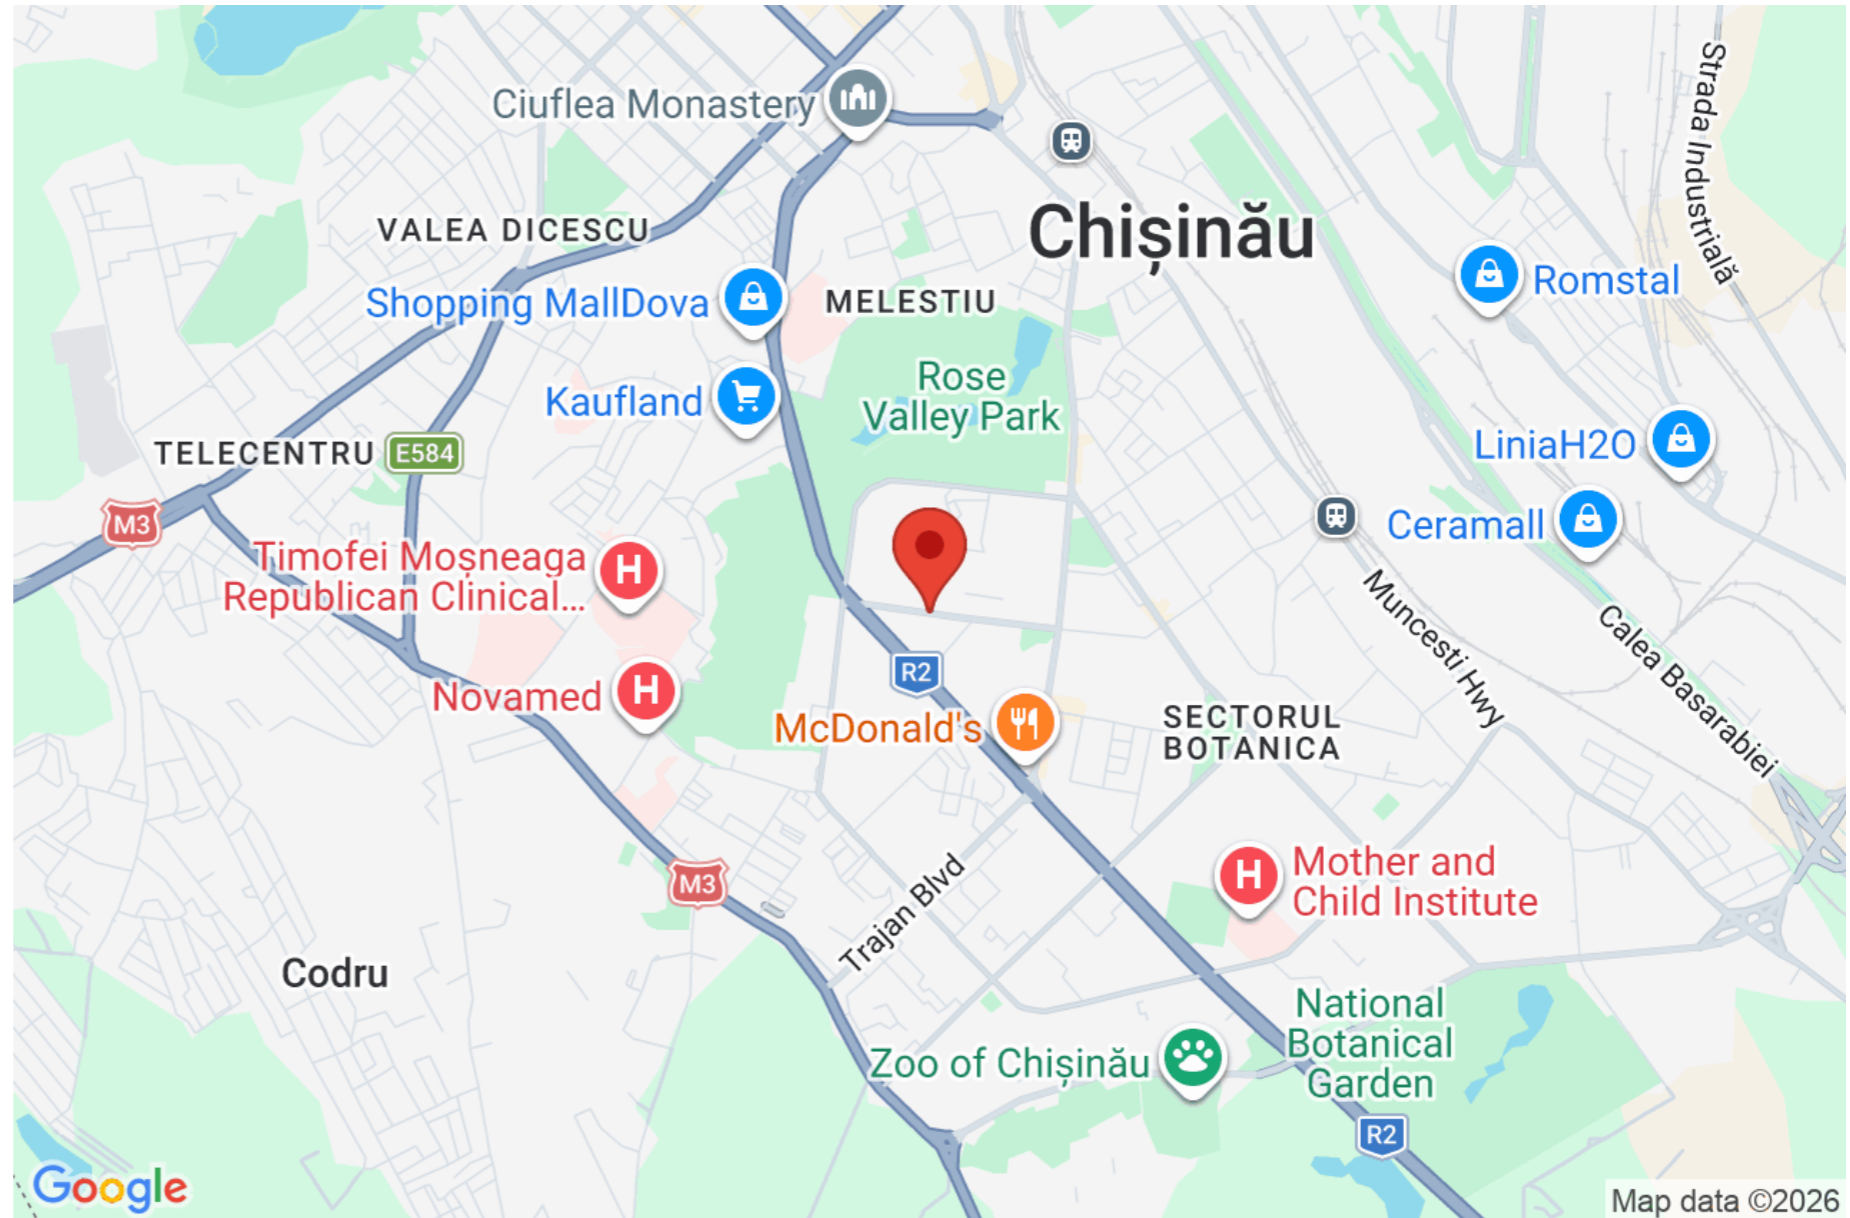 Strada Industrială
Ciuflea Monastery
Chișinău
VALEA DICESCU
Romstal
Shopping MallDova
MELESTIU
Rose
Valley Park
Kaufland
LiniaH2O
TELECENTRU
E584
M3
Ceramall
Timofei Moșneaga
Republican Clinical...
H
Muncesti Hwy
Calea Basarabiei
R2
Novamed
H
McDonald's
SECTORUL
BOTANICA
M3
H
Mother and
Child Institute
Trajan Blvd
Codru
National
Botanical
Garden
Zoo of Chișinău
R2
Google
Map data ©2026